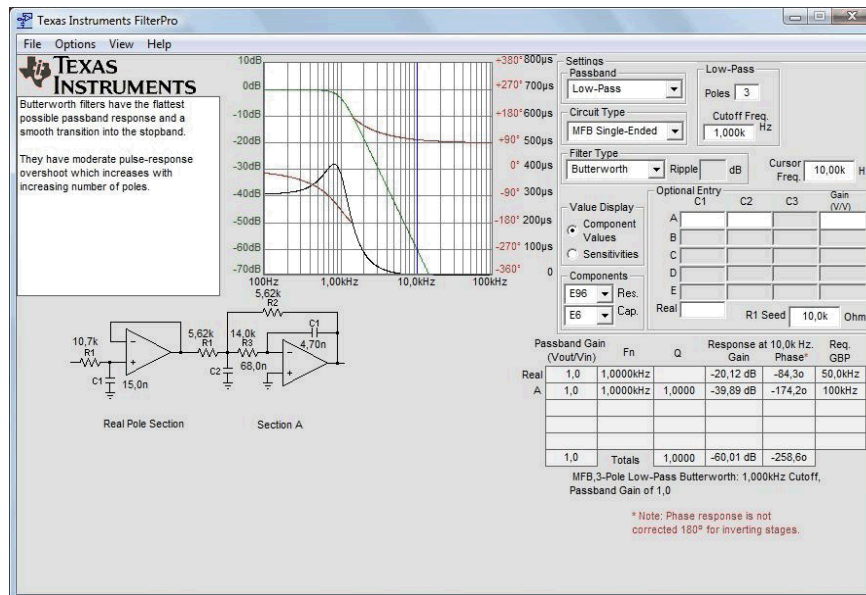 Texas Instruments FilterPro
File Options View Help
TEXAS
INSTRUMENTS
Butterworth filters have the flattest
possible passband response and a
smooth transition into the stopband.
They have moderate pulse-response
overshoot which increases with
increasing number of poles.
10dB
0dB
-10dB
-20dB
-30dB
-40dB
-50dB
-60dB
-70dB
100Hz 1,00kHz 10,0kHz 100kHz
+380° 800µs
+270° 700µs
+180° 600µs
+90° 500µs
0° 400µs
-90° 300µs
-180° 200µs
-270° 100µs
-360° 0
Settings
Passband
Low-Pass
Circuit Type
MFB Single-Ended
Filter Type
Butterworth
Ripple dB
Low-Pass
Poles 3
Cutoff Freq.
1,000k Hz
Cursor
Freq. 10,00k H
Value Display
Component
Values
Sensitivities
Components
E96 Res.
E6 Cap.
Optional Entry
C1 C2 C3 Gain
(V/V)
A
B
C
D
E
Real
R1 Seed 10,0k Ohm
5,62k
R2
10,7k
R1
C1
15,0n
5,62k
R1
14,0k
R3
C1
4,70n
68,0n
C2
Real Pole Section
Section A
Passband Gain
(Vout/Vin) Fn Q Response at 10,0k Hz. Req.
Gain Phase* GBP
Real 1,0 1,0000kHz -20,12 dB -84,3o 50,0kHz
A 1,0 1,0000kHz 1,0000 -39,89 dB -174,2o 100kHz
1,0 Totals 1,0000 -60,01 dB -258,6o
MFB,3-Pole Low-Pass Butterworth: 1,000kHz Cutoff,
Passband Gain of 1,0
* Note: Phase response is not
corrected 180º for inverting stages.